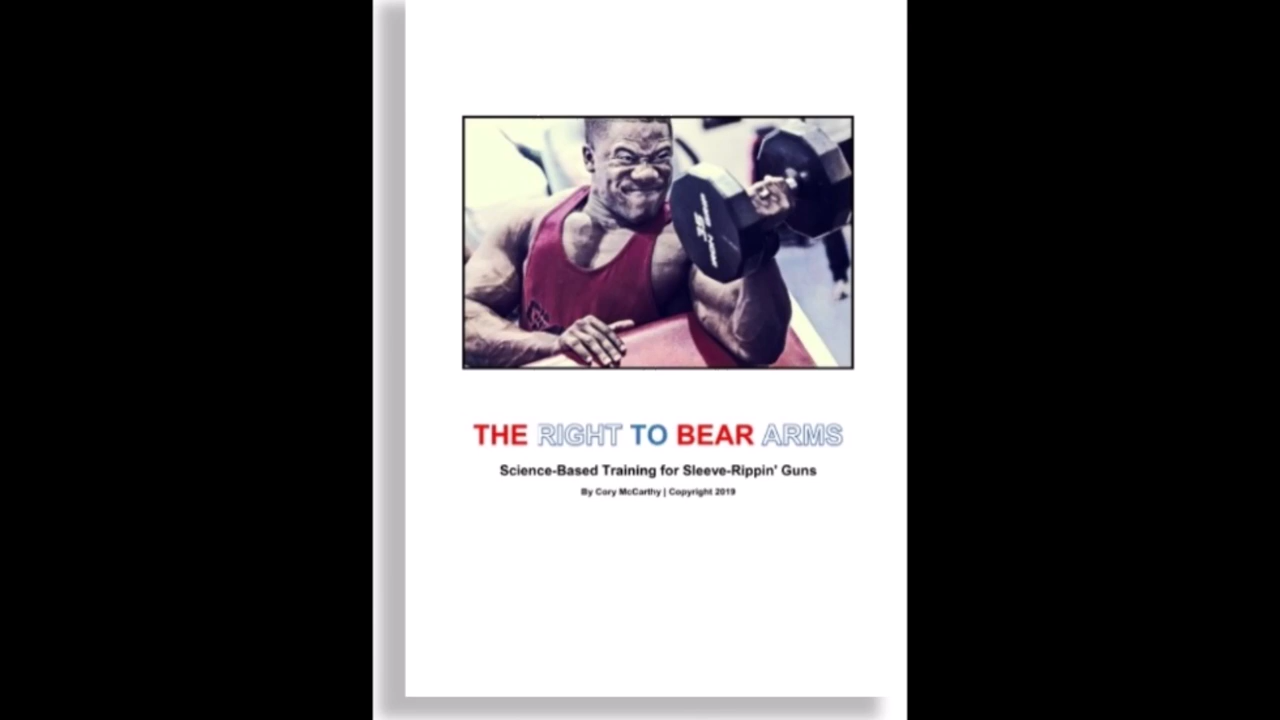 THE RIGHT TO BEAR ARMS
Science-Based Training for Sleeve-Rippin' Guns
By Cory McCarthy | Copyright 2019